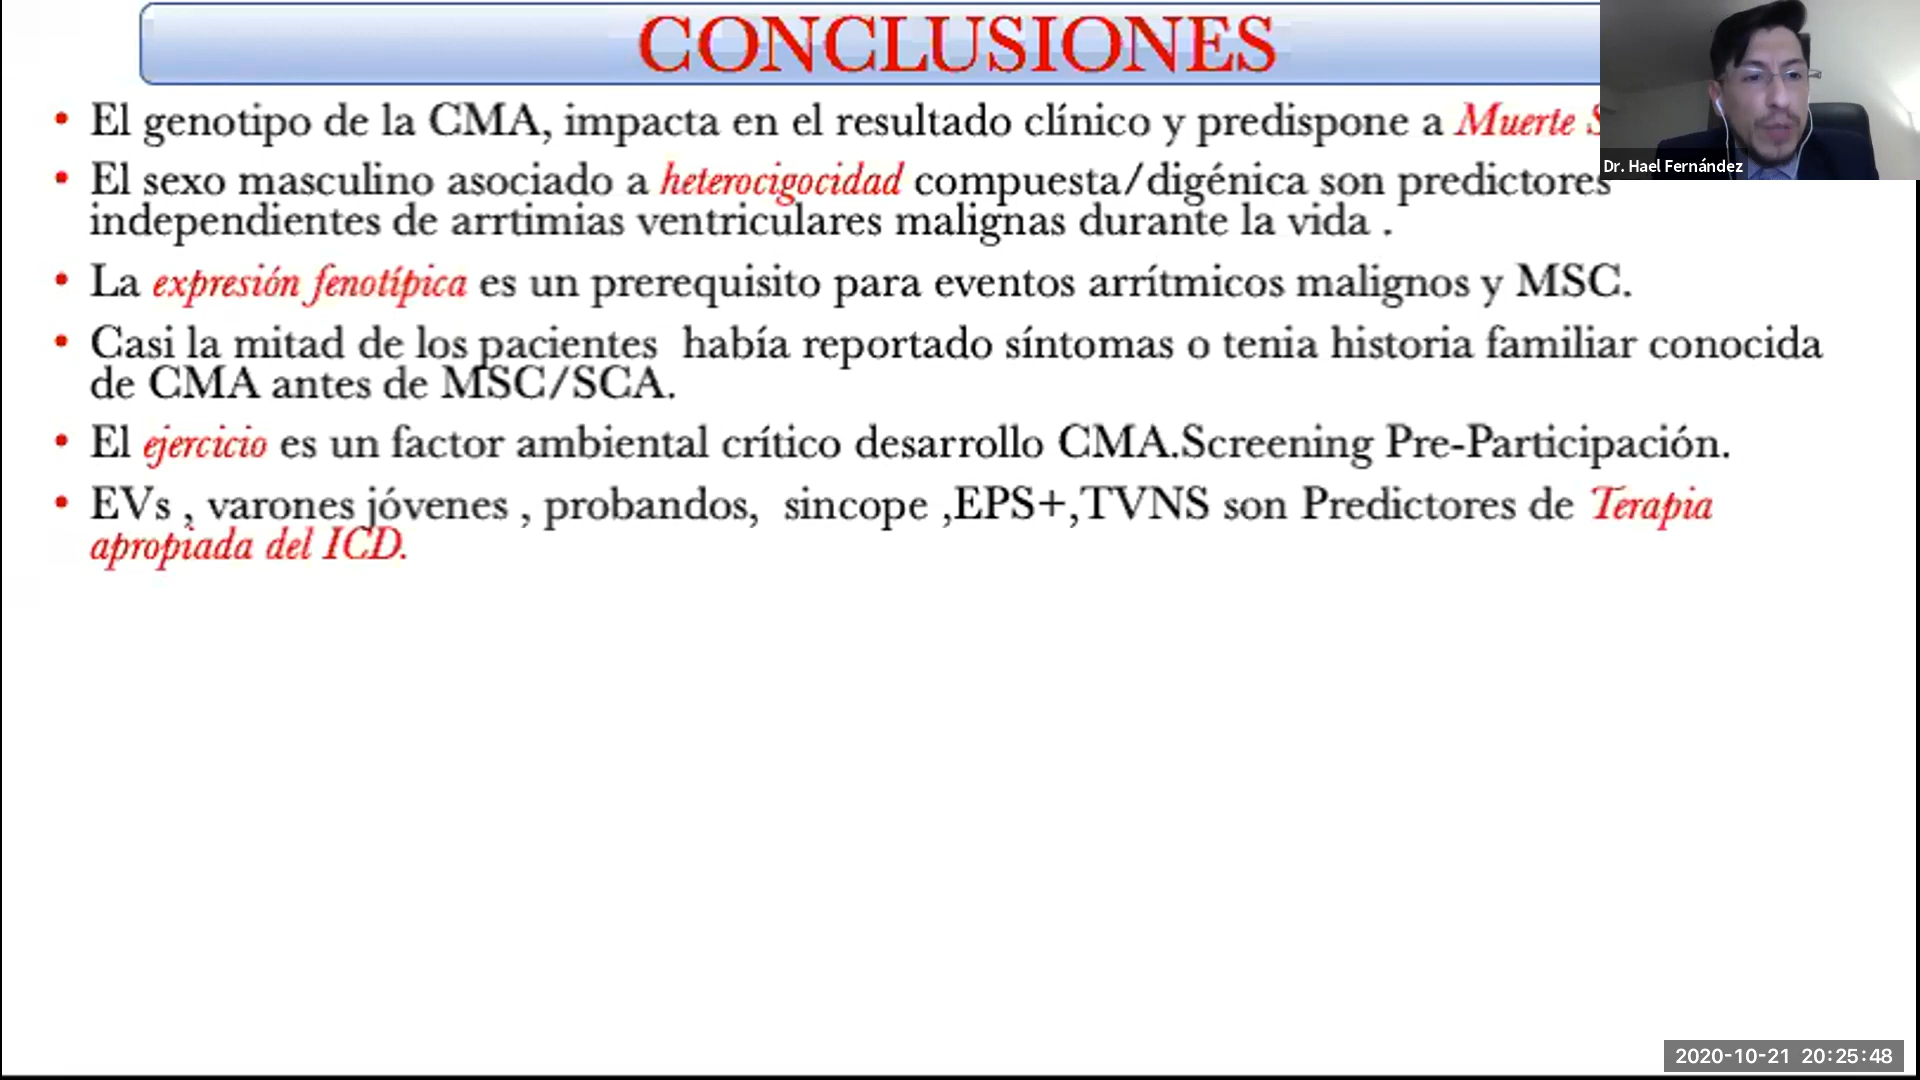 CONCLUSIONES
• El genotipo de la CMA, impacta en el resultado clínico y predispone a Muerte
• El sexo masculino asociado a heterocigocidad compuesta/digénica son predictores
independientes de arrtimias ventriculares malignas durante la vida .
• La expresión fenotípica es un prerequisito para eventos arrítmicos malignos y MSC.
• Casi la mitad de los pacientes había reportado síntomas o tenia historia familiar conocida
de CMA antes de MSC/SCA.
• El ejercicio es un factor ambiental crítico desarrollo CMA.Screening Pre-Participación.
• EVs , varones jóvenes , probandos, sincope ,EPS+,TVNS son Predictores de Terapia
apropiada del ICD.
Dr. Hael Fernández
2020-10-21 20:25:48